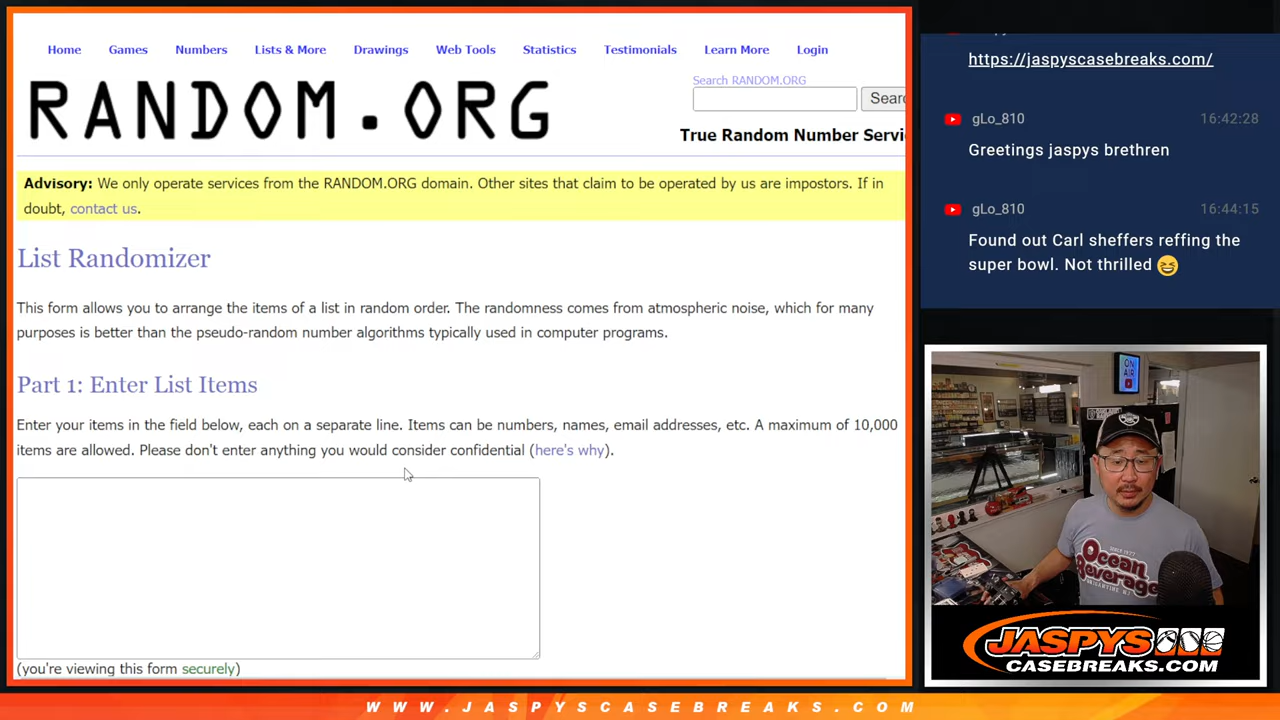 Home Games Numbers Lists & More Drawings Web Tools Statistics Testimonials Learn More Login
RANDOM.ORG
Search RANDOM.ORG
True Random Number Servi
Advisory: We only operate services from the RANDOM.ORG domain. Other sites that claim to be operated by us are impostors. If in
doubt, contact us.
List Randomizer
This form allows you to arrange the items of a list in random order. The randomness comes from atmospheric noise, which for many
purposes is better than the pseudo-random number algorithms typically used in computer programs.
Part 1: Enter List Items
Enter your items in the field below, each on a separate line. Items can be numbers, names, email addresses, etc. A maximum of 10,000
items are allowed. Please don't enter anything you would consider confidential (here's why).
(you're viewing this form securely)
https://jaspyscasebreaks.com/
gLo_810 16:42:28
Greetings jaspys brethren
gLo_810 16:44:15
Found out Carl sheffers reffing the
super bowl. Not thrilled 😆
ON
AIR
Ocean
Beverage
JASPYS
CASEBREAKS.COM
WWW.JASPYSCASEBREAKS.COM